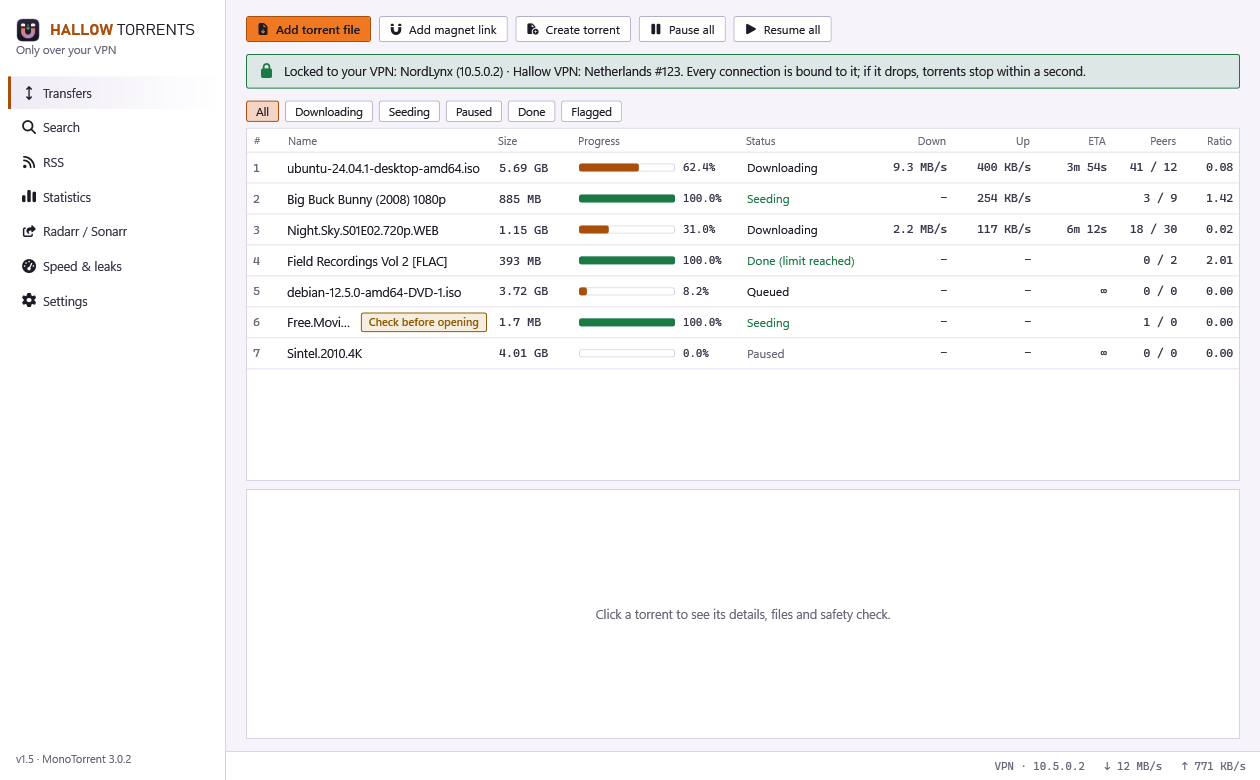 HALLOW TORRENTS
Only over your VPN
Transfers
Search
RSS
Statistics
Radarr / Sonarr
Speed & leaks
Settings
v1.5 · MonoTorrent 3.0.2
Add torrent file Add magnet link Create torrent Pause all Resume all
Locked to your VPN: NordLynx (10.5.0.2) · Hallow VPN: Netherlands #123. Every connection is bound to it; if it drops, torrents stop within a second.
All Downloading Seeding Paused Done Flagged
# Name Size Progress Status Down Up ETA Peers Ratio
1 ubuntu-24.04.1-desktop-amd64.iso 5.69 GB 62.4% Downloading 9.3 MB/s 400 KB/s 3m 54s 41 / 12 0.08
2 Big Buck Bunny (2008) 1080p 885 MB 100.0% Seeding – 254 KB/s 3 / 9 1.42
3 Night.Sky.S01E02.720p.WEB 1.15 GB 31.0% Downloading 2.2 MB/s 117 KB/s 6m 12s 18 / 30 0.02
4 Field Recordings Vol 2 [FLAC] 393 MB 100.0% Done (limit reached) – – 0 / 2 2.01
5 debian-12.5.0-amd64-DVD-1.iso 3.72 GB 8.2% Queued – – ∞ 0 / 0 0.00
6 Free.Movi... Check before opening 1.7 MB 100.0% Seeding – – 1 / 0 0.00
7 Sintel.2010.4K 4.01 GB 0.0% Paused – – ∞ 0 / 0 0.00
Click a torrent to see its details, files and safety check.
VPN · 10.5.0.2 ↓ 12 MB/s ↑ 771 KB/s